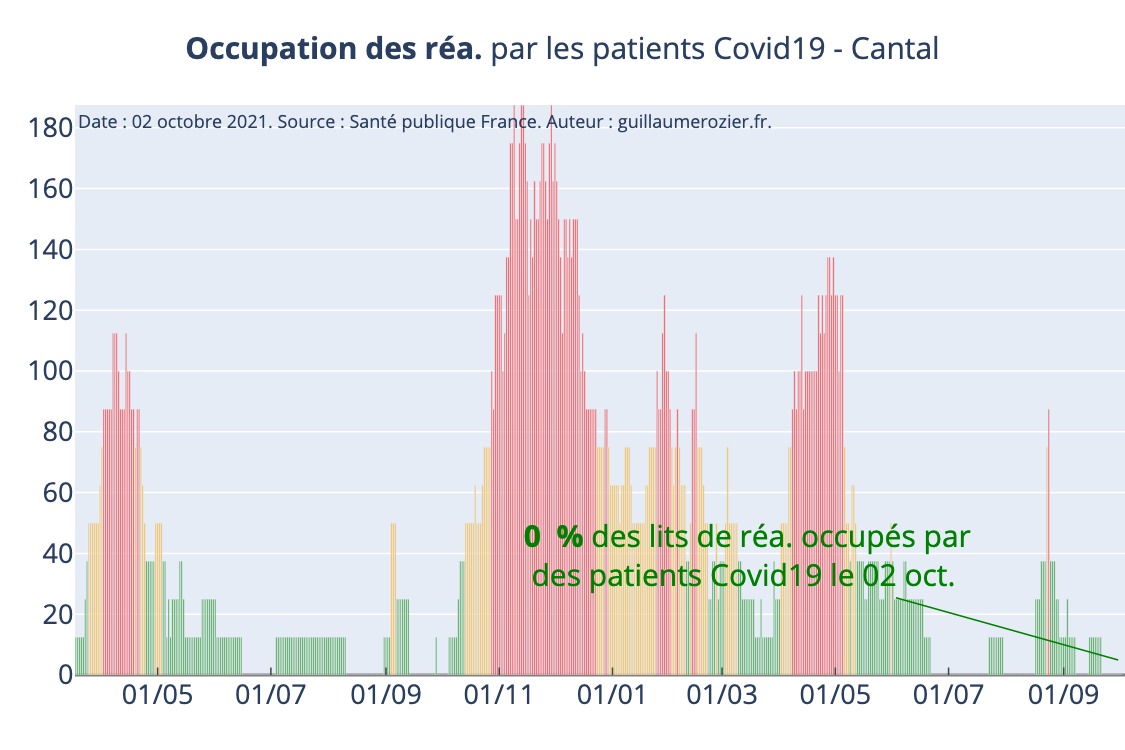 Occupation des réa. par les patients Covid19 - Cantal
180
Date : 02 octobre 2021. Source : Santé publique France. Auteur : guillaumerozier.fr.
160
140
120
100
80
60
0 % des lits de réa. occupés par
40
des patients Covid19 le 02 oct.
20
0
01/05 01/07 01/09 01/11 01/01 01/03 01/05 01/07 01/09